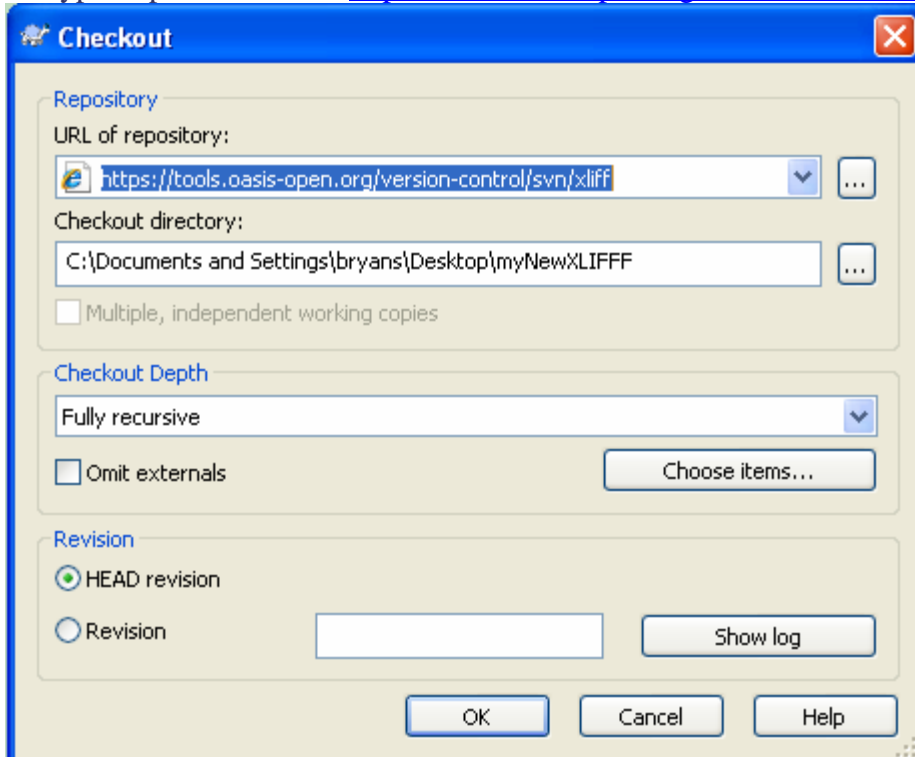 Checkout
Repository
URL of repository:
https://tools.oasis-open.org/version-control/svn/xliff
...
Checkout directory:
C:\Documents and Settings\bryans\Desktop\myNewXLIFFF
...
Multiple, independent working copies
Checkout Depth
Fully recursive
Omit externals
Choose items...
Revision
HEAD revision
Revision
Show log
OK
Cancel
Help